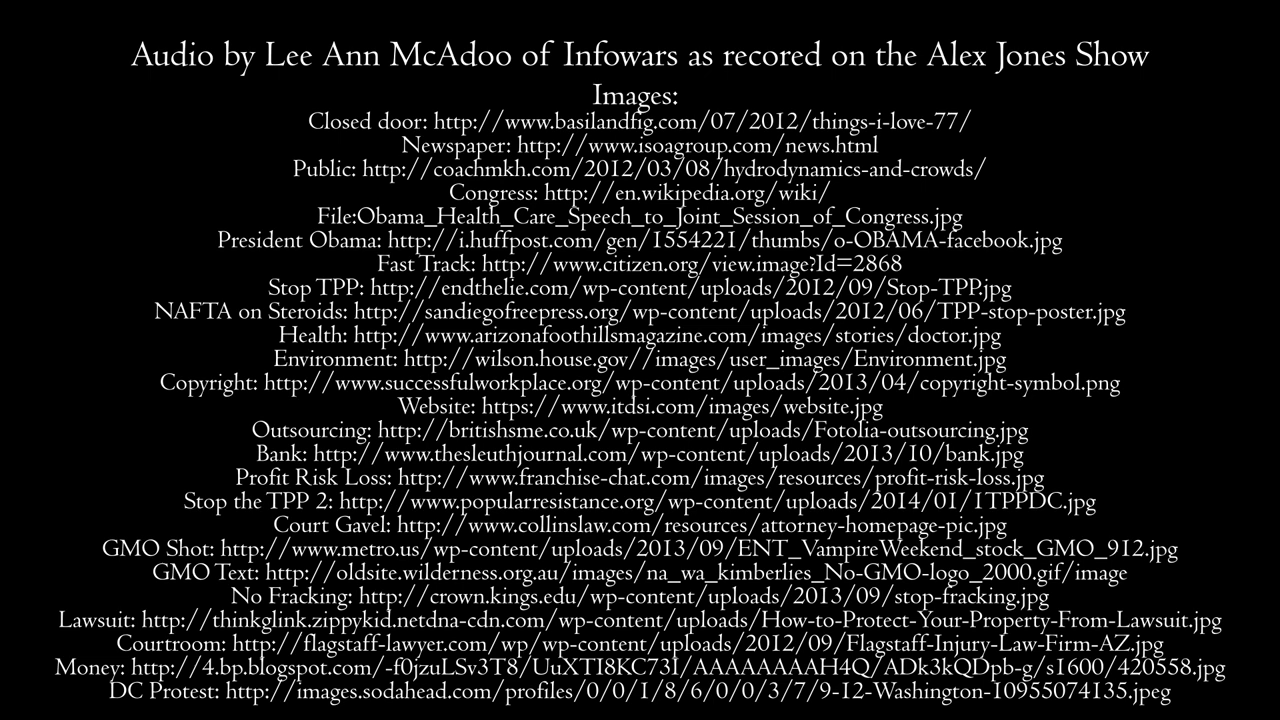 Audio by Lee Ann McAdoo of Infowars as recored on the Alex Jones Show
Images:
Closed door: http://www.basilandfig.com/07/2012/things-i-love-77/
Newspaper: http://www.isoagroup.com/news.html
Public: http://coachmkh.com/2012/03/08/hydrodynamics-and-crowds/
Congress: http://en.wikipedia.org/wiki/
File:Obama_Health_Care_Speech_to_Joint_Session_of_Congress.jpg
President Obama: http://i.huffpost.com/gen/1554221/thumbs/o-OBAMA-facebook.jpg
Fast Track: http://www.citizen.org/view.image?Id=2868
Stop TPP: http://endthelie.com/wp-content/uploads/2012/09/Stop-TPP.jpg
NAFTA on Steroids: http://sandiegofreepress.org/wp-content/uploads/2012/06/TPP-stop-poster.jpg
Health: http://www.arizonafoothillsmagazine.com/images/stories/doctor.jpg
Environment: http://wilson.house.gov//images/user_images/Environment.jpg
Copyright: http://www.successfulworkplace.org/wp-content/uploads/2013/04/copyright-symbol.png
Website: https://www.itdsi.com/images/website.jpg
Outsourcing: http://britishsme.co.uk/wp-content/uploads/Fotolia-outsourcing.jpg
Bank: http://www.thesleuthjournal.com/wp-content/uploads/2013/10/bank.jpg
Profit Risk Loss: http://www.franchise-chat.com/images/resources/profit-risk-loss.jpg
Stop the TPP 2: http://www.popularresistance.org/wp-content/uploads/2014/01/1TPPDC.jpg
Court Gavel: http://www.collinslaw.com/resources/attorney-homepage-pic.jpg
GMO Shot: http://www.metro.us/wp-content/uploads/2013/09/ENT_VampireWeekend_stock_GMO_912.jpg
GMO Text: http://oldsite.wilderness.org.au/images/na_wa_kimberlies_No-GMO-logo_2000.gif/image
No Fracking: http://crown.kings.edu/wp-content/uploads/2013/09/stop-fracking.jpg
Lawsuit: http://thinkglink.zippykid.netdna-cdn.com/wp-content/uploads/How-to-Protect-Your-Property-From-Lawsuit.jpg
Courtroom: http://flagstaff-lawyer.com/wp/wp-content/uploads/2012/09/Flagstaff-Injury-Law-Firm-AZ.jpg
Money: http://4.bp.blogspot.com/-f0jzuLSv3T8/UuXTI8KC73I/AAAAAAAAH4Q/ADk3kQDpb-g/s1600/420558.jpg
DC Protest: http://images.sodahead.com/profiles/0/0/1/8/6/0/0/3/7/9-12-Washington-10955074135.jpeg